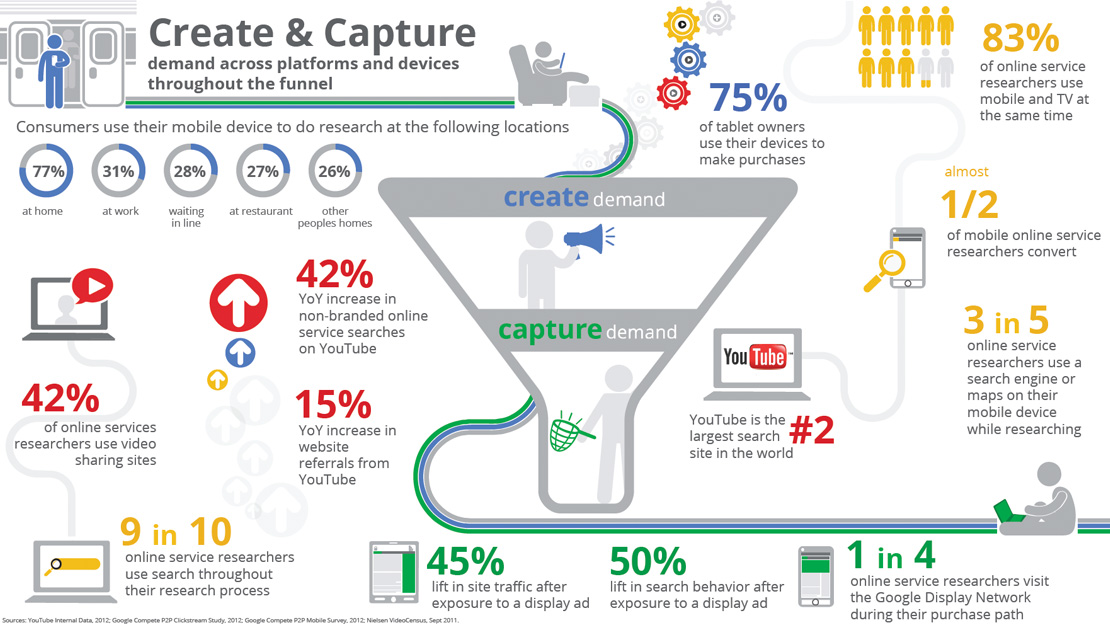 Create & Capture
demand across platforms and devices
throughout the funnel
Consumers use their mobile device to do research at the following locations
77%
at home
31%
at work
28%
waiting
in line
27%
at restaurant
26%
other
peoples homes
75%
of tablet owners
use their devices to
make purchases
83%
of online service
researchers use
mobile and TV at
the same time
create demand
capture demand
almost
1/2
of mobile online service
researchers convert
42%
YoY increase in
non-branded online
service searches
on YouTube
15%
YoY increase in
website
referrals from
YouTube
42%
of online services
researchers use video
sharing sites
YouTube
YouTube is the
largest search
site in the world
#2
3 in 5
online service
researchers use a
search engine or
maps on their
mobile device
while researching
9 in 10
online service researchers
use search throughout
their research process
45%
lift in site traffic after
exposure to a display ad
50%
lift in search behavior after
exposure to a display ad
1 in 4
online service researchers visit
the Google Display Network
during their purchase path
Sources: YouTube Internal Data, 2012; Google Compete P2P Clickstream Study, 2012; Google Compete P2P Mobile Survey, 2012; Nielsen VideoCensus, Sept 2011.